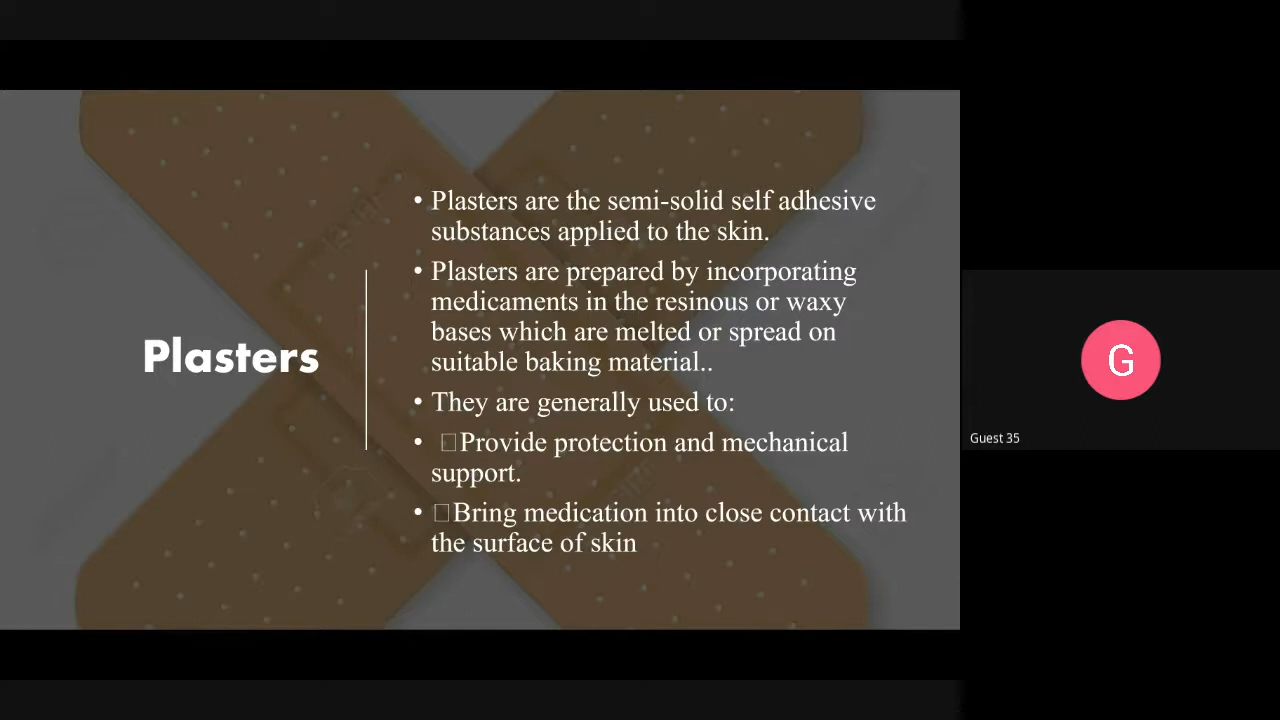 Plasters
• Plasters are the semi-solid self adhesive
substances applied to the skin.
• Plasters are prepared by incorporating
medicaments in the resinous or waxy
bases which are melted or spread on
suitable baking material..
• They are generally used to:
• □Provide protection and mechanical
support.
• □Bring medication into close contact with
the surface of skin
G
Guest 35